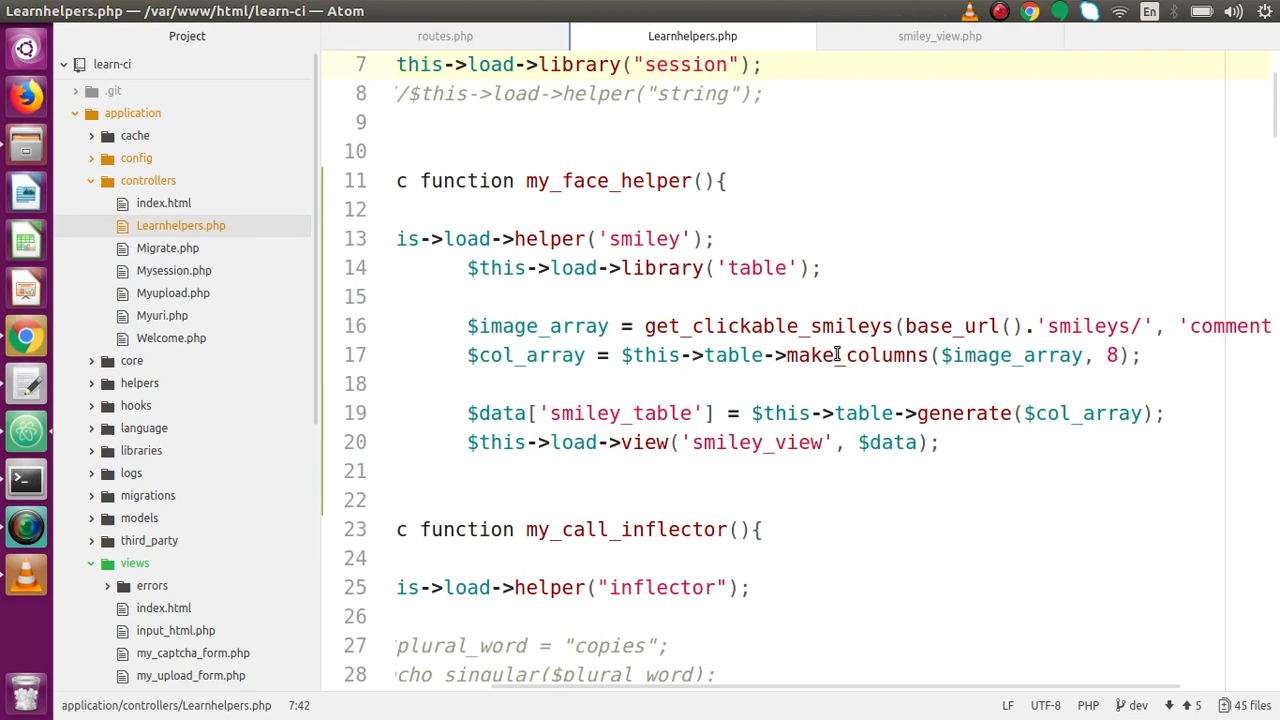 Learnhelpers.php — /var/www/html/learn-ci — Atom
En
Project
routes.php
Learnhelpers.php
smiley_view.php
learn-ci
.git
application
cache
config
controllers
index.html
Learnhelpers.php
Migrate.php
Mysession.php
Myupload.php
Myuri.php
Welcome.php
core
helpers
hooks
language
libraries
logs
migrations
models
third_party
views
errors
index.html
input_html.php
my_captcha_form.php
my_upload_form.php
7 this->load->library("session");
8 /$this->load->helper("string");
9
10
11 c function my_face_helper(){
12
13 is->load->helper('smiley');
14 $this->load->library('table');
15
16 $image_array = get_clickable_smileys(base_url().'smileys/', 'comment
17 $col_array = $this->table->make_columns($image_array, 8);
18
19 $data['smiley_table'] = $this->table->generate($col_array);
20 $this->load->view('smiley_view', $data);
21
22
23 c function my_call_inflector(){
24
25 is->load->helper("inflector");
26
27 plural_word = "copies";
28 echo singular($plural_word);
application/controllers/Learnhelpers.php 7:42
LF UTF-8 PHP dev 5 45 files